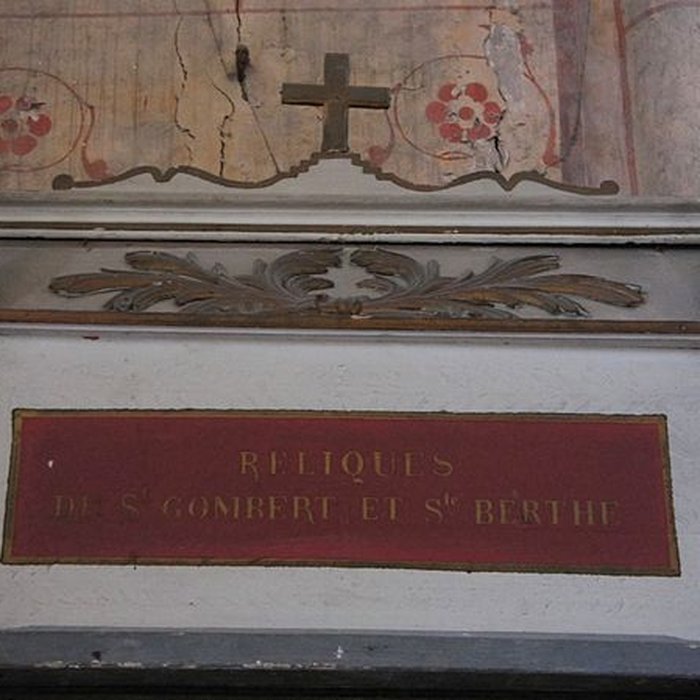 RELIQUES
DE St GOMBERT ET Ste BERTHE